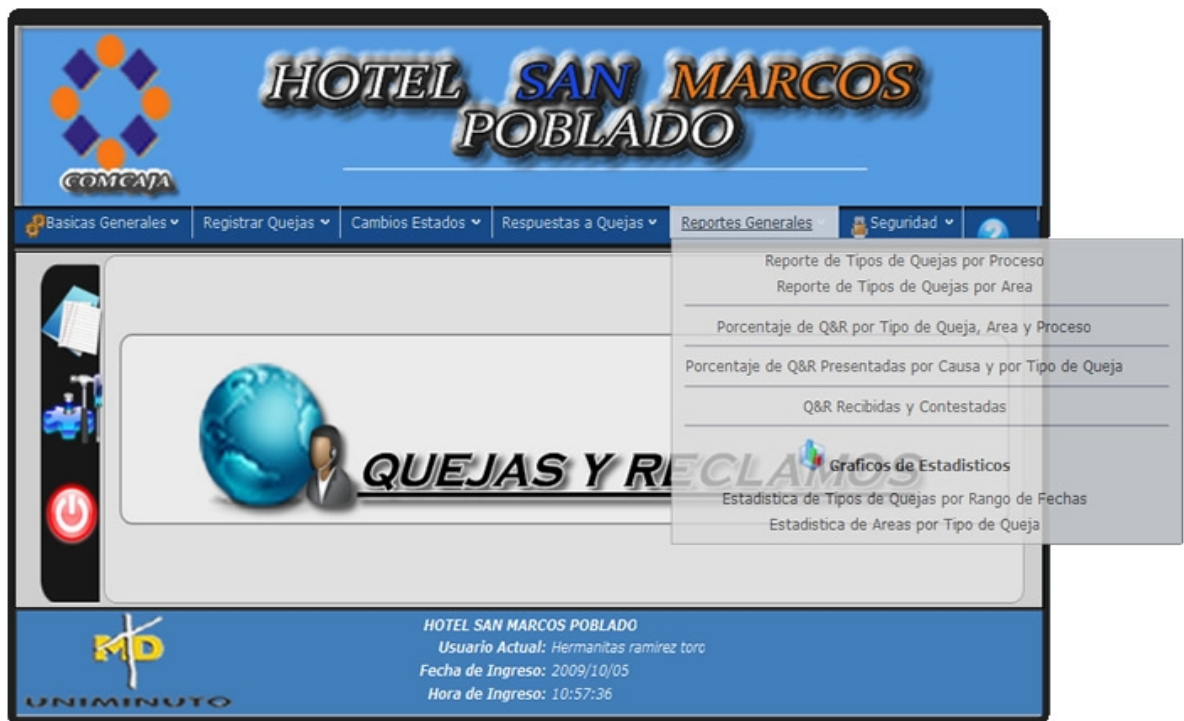 HOTEL SAN MARCOS
POBLADO
COMCAJA
Basicas Generales
Registrar Quejas
Cambios Estados
Respuestas a Quejas
Reportes Generales
Seguridad
?
Reporte de Tipos de Quejas por Proceso
Reporte de Tipos de Quejas por Area
Porcentaje de Q&R por Tipo de Queja, Area y Proceso
Porcentaje de Q&R Presentadas por Causa y por Tipo de Queja
Q&R Recibidas y Contestadas
Graficos de Estadisticos
Estadistica de Tipos de Quejas por Rango de Fechas
Estadistica de Areas por Tipo de Queja
QUEJAS Y RECLAMOS
HOTEL SAN MARCOS POBLADO
Usuario Actual: Hermanitas ramirez toro
Fecha de Ingreso: 2009/10/05
Hora de Ingreso: 10:57:36
MD
UNIMINUTO